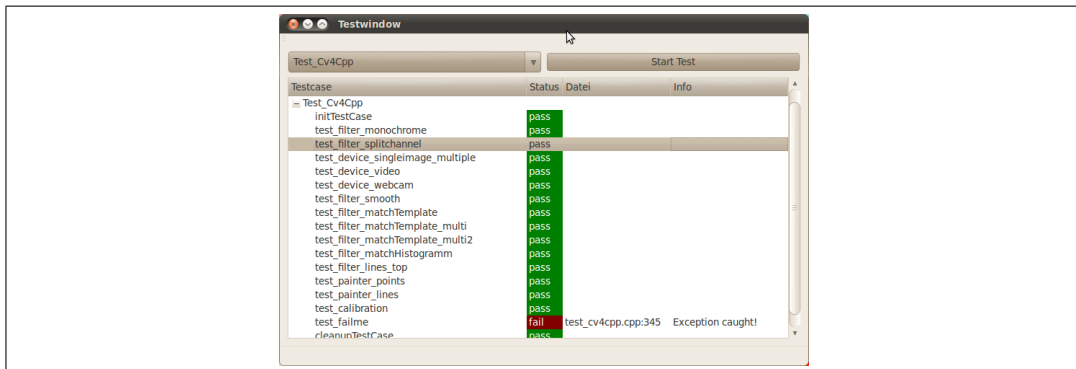 Testwindow
Test_Cv4Cpp Start Test
Testcase Status Datei Info
Test_Cv4Cpp
initTestCase pass
test_filter_monochrome pass
test_filter_splitchannel pass
test_device_singleimage_multiple pass
test_device_video pass
test_device_webcam pass
test_filter_smooth pass
test_filter_matchTemplate pass
test_filter_matchTemplate_multi pass
test_filter_matchTemplate_multi2 pass
test_filter_matchHistogramm pass
test_filter_lines_top pass
test_painter_points pass
test_painter_lines pass
test_calibration pass
test_failme fail test_cv4cpp.cpp:345 Exception caught!
cleanupTestCase pass